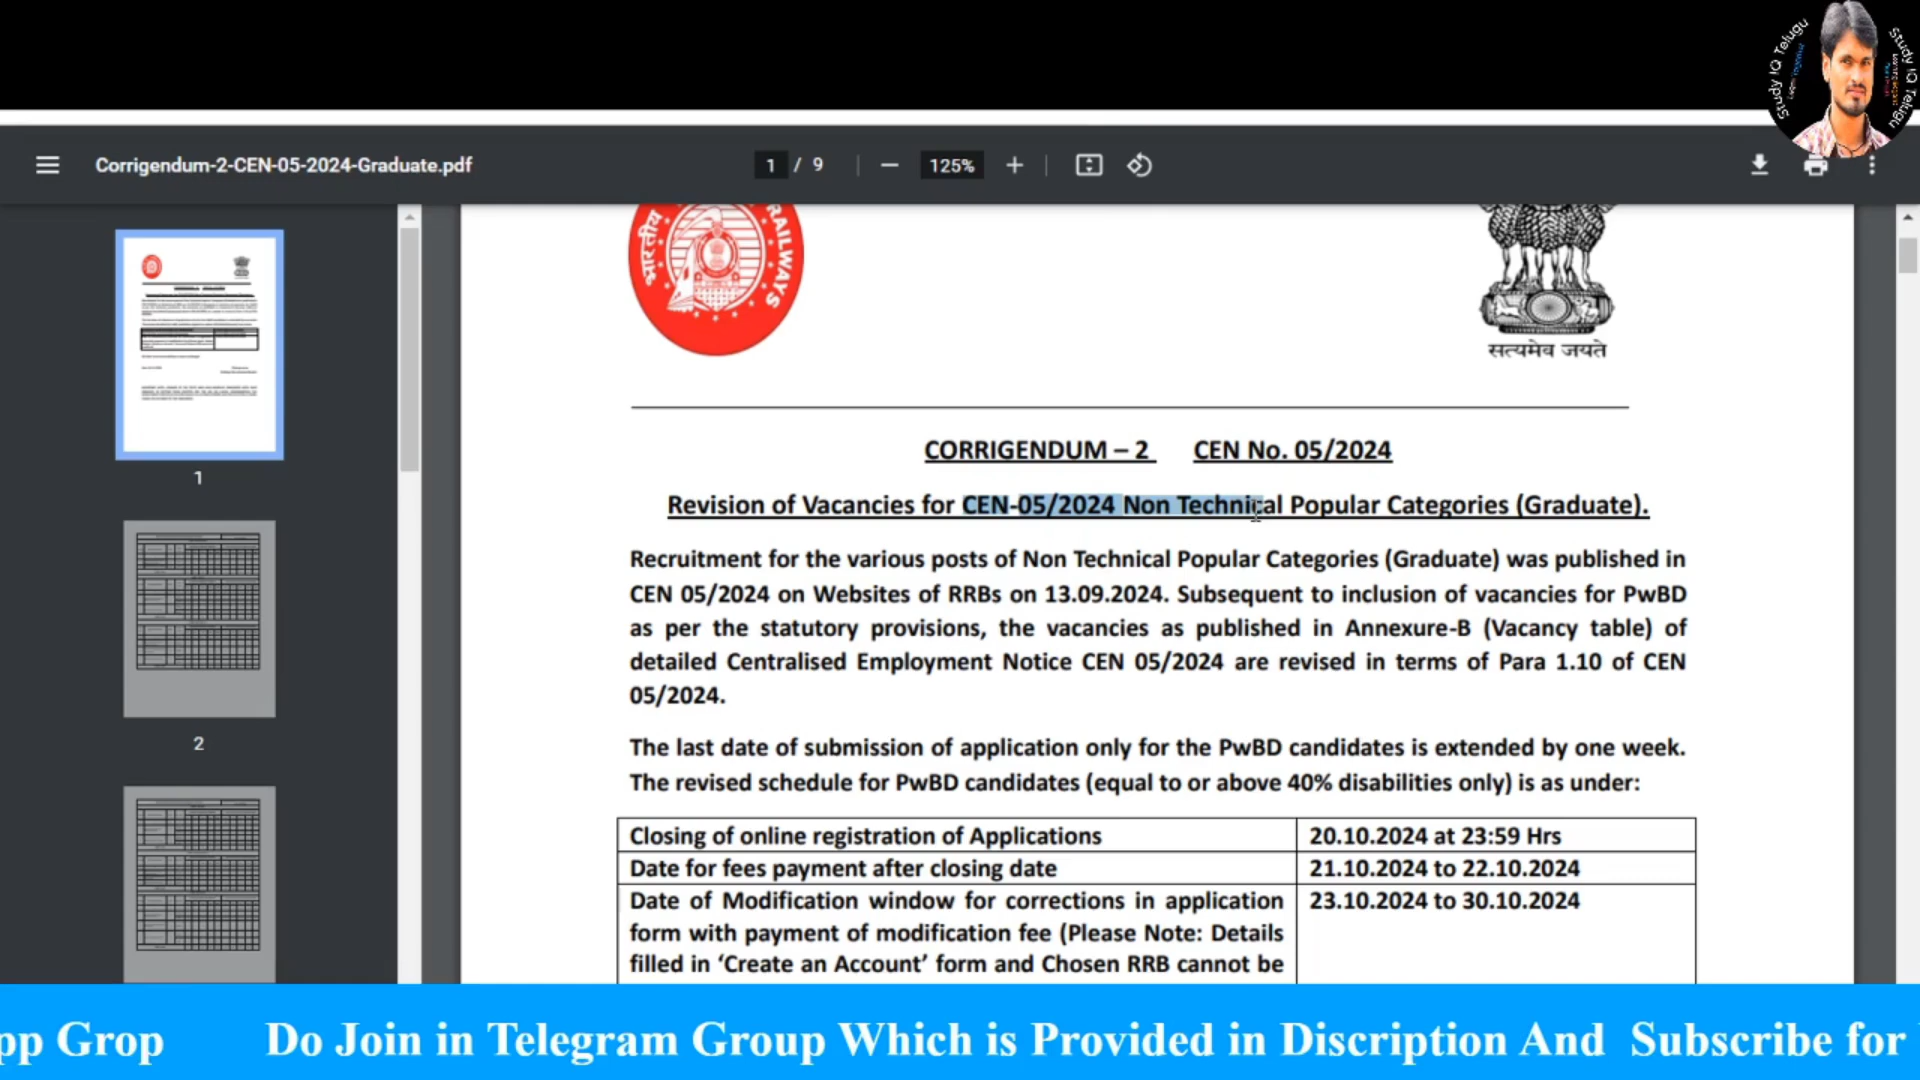 Study IQ Telugu
Study IQ Telugu
Corrigendum-2-CEN-05-2024-Graduate.pdf
1 / 9
125%
भारतीय
RAILWAYS
सत्यमेव जयते
CORRIGENDUM – 2 CEN No. 05/2024
Revision of Vacancies for CEN-05/2024 Non Technical Popular Categories (Graduate).
Recruitment for the various posts of Non Technical Popular Categories (Graduate) was published in
CEN 05/2024 on Websites of RRBs on 13.09.2024. Subsequent to inclusion of vacancies for PwBD
as per the statutory provisions, the vacancies as published in Annexure-B (Vacancy table) of
detailed Centralised Employment Notice CEN 05/2024 are revised in terms of Para 1.10 of CEN
05/2024.
The last date of submission of application only for the PwBD candidates is extended by one week.
The revised schedule for PwBD candidates (equal to or above 40% disabilities only) is as under:
Closing of online registration of Applications 20.10.2024 at 23:59 Hrs
Date for fees payment after closing date 21.10.2024 to 22.10.2024
Date of Modification window for corrections in application 23.10.2024 to 30.10.2024
form with payment of modification fee (Please Note: Details
filled in ‘Create an Account’ form and Chosen RRB cannot be
1
2
pp Grop Do Join in Telegram Group Which is Provided in Discription And Subscribe for